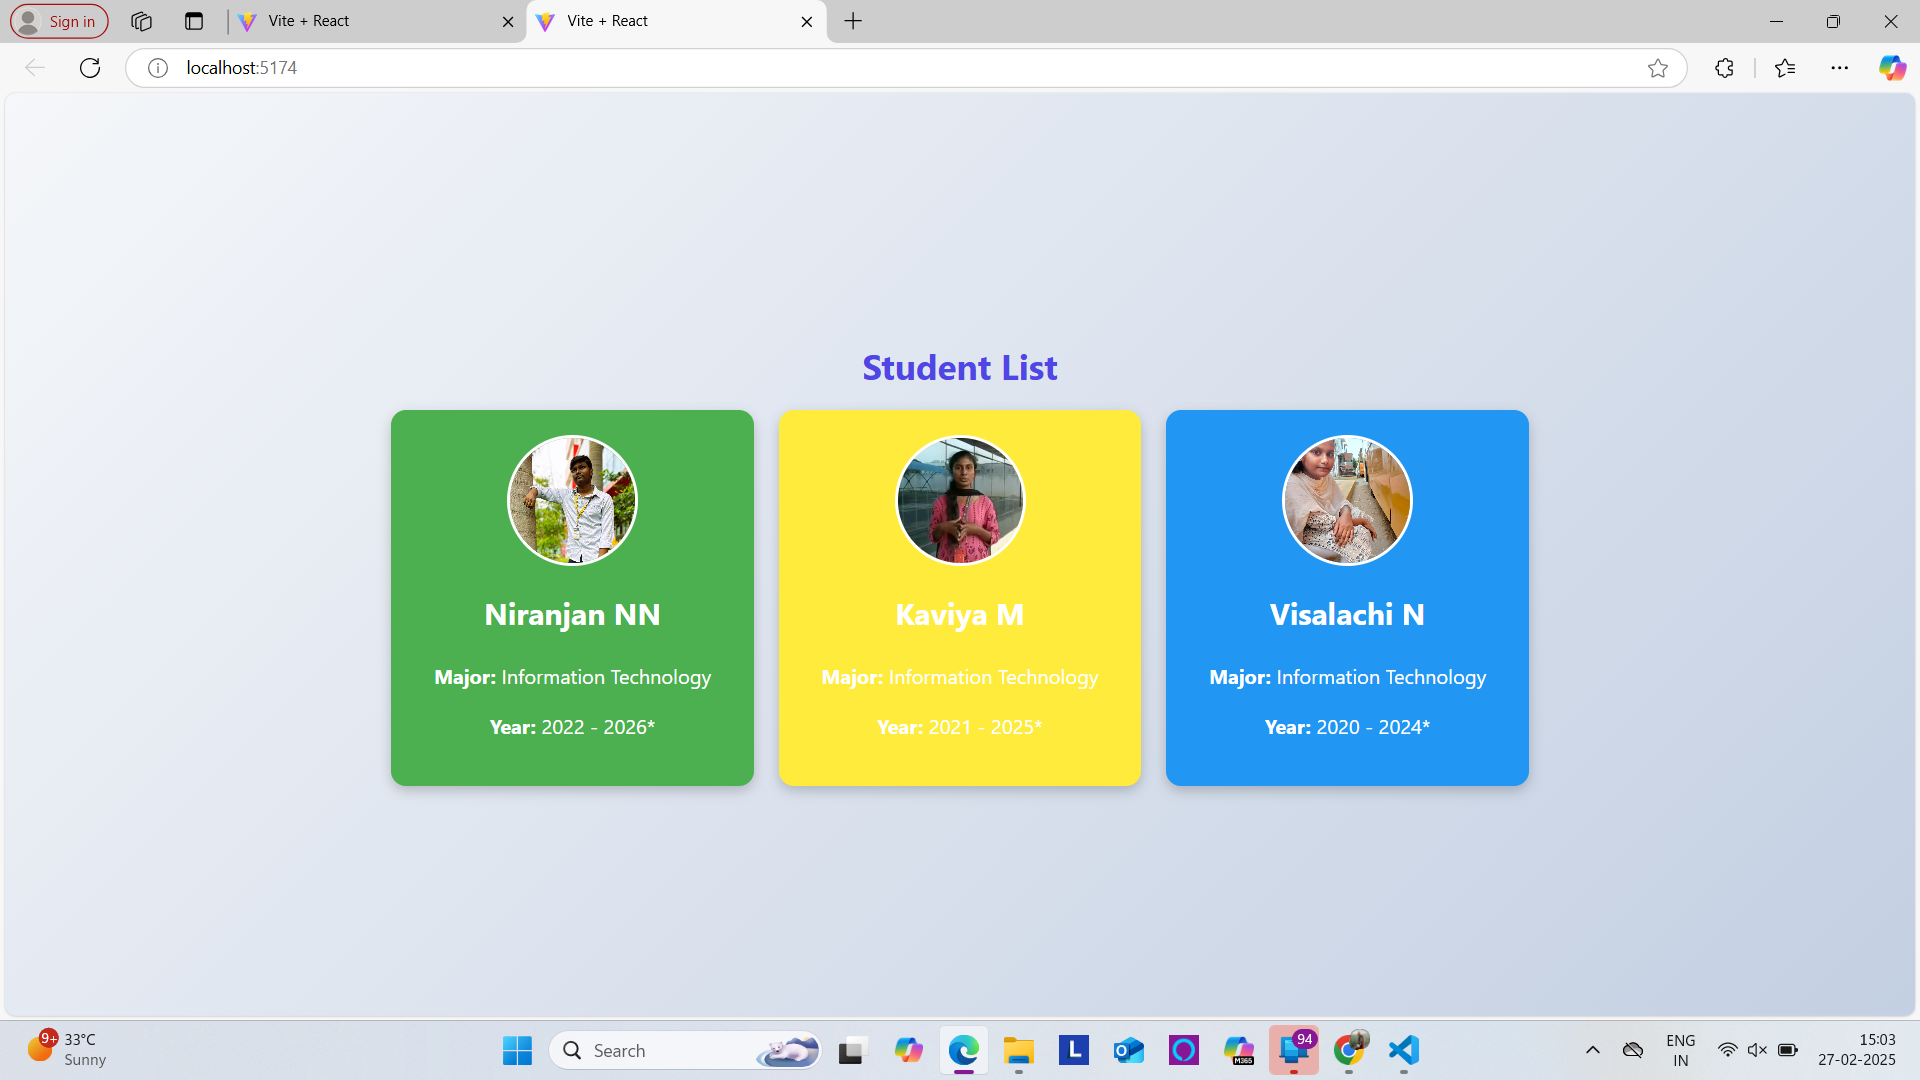 Sign in
Vite + React
Vite + React
localhost:5174
Student List
Niranjan NN
Major: Information Technology
Year: 2022 - 2026*
Kaviya M
Major: Information Technology
Year: 2021 - 2025*
Visalachi N
Major: Information Technology
Year: 2020 - 2024*
9+
33°C
Sunny
Search
L
O
M365
94
ENG
IN
15:03
27-02-2025